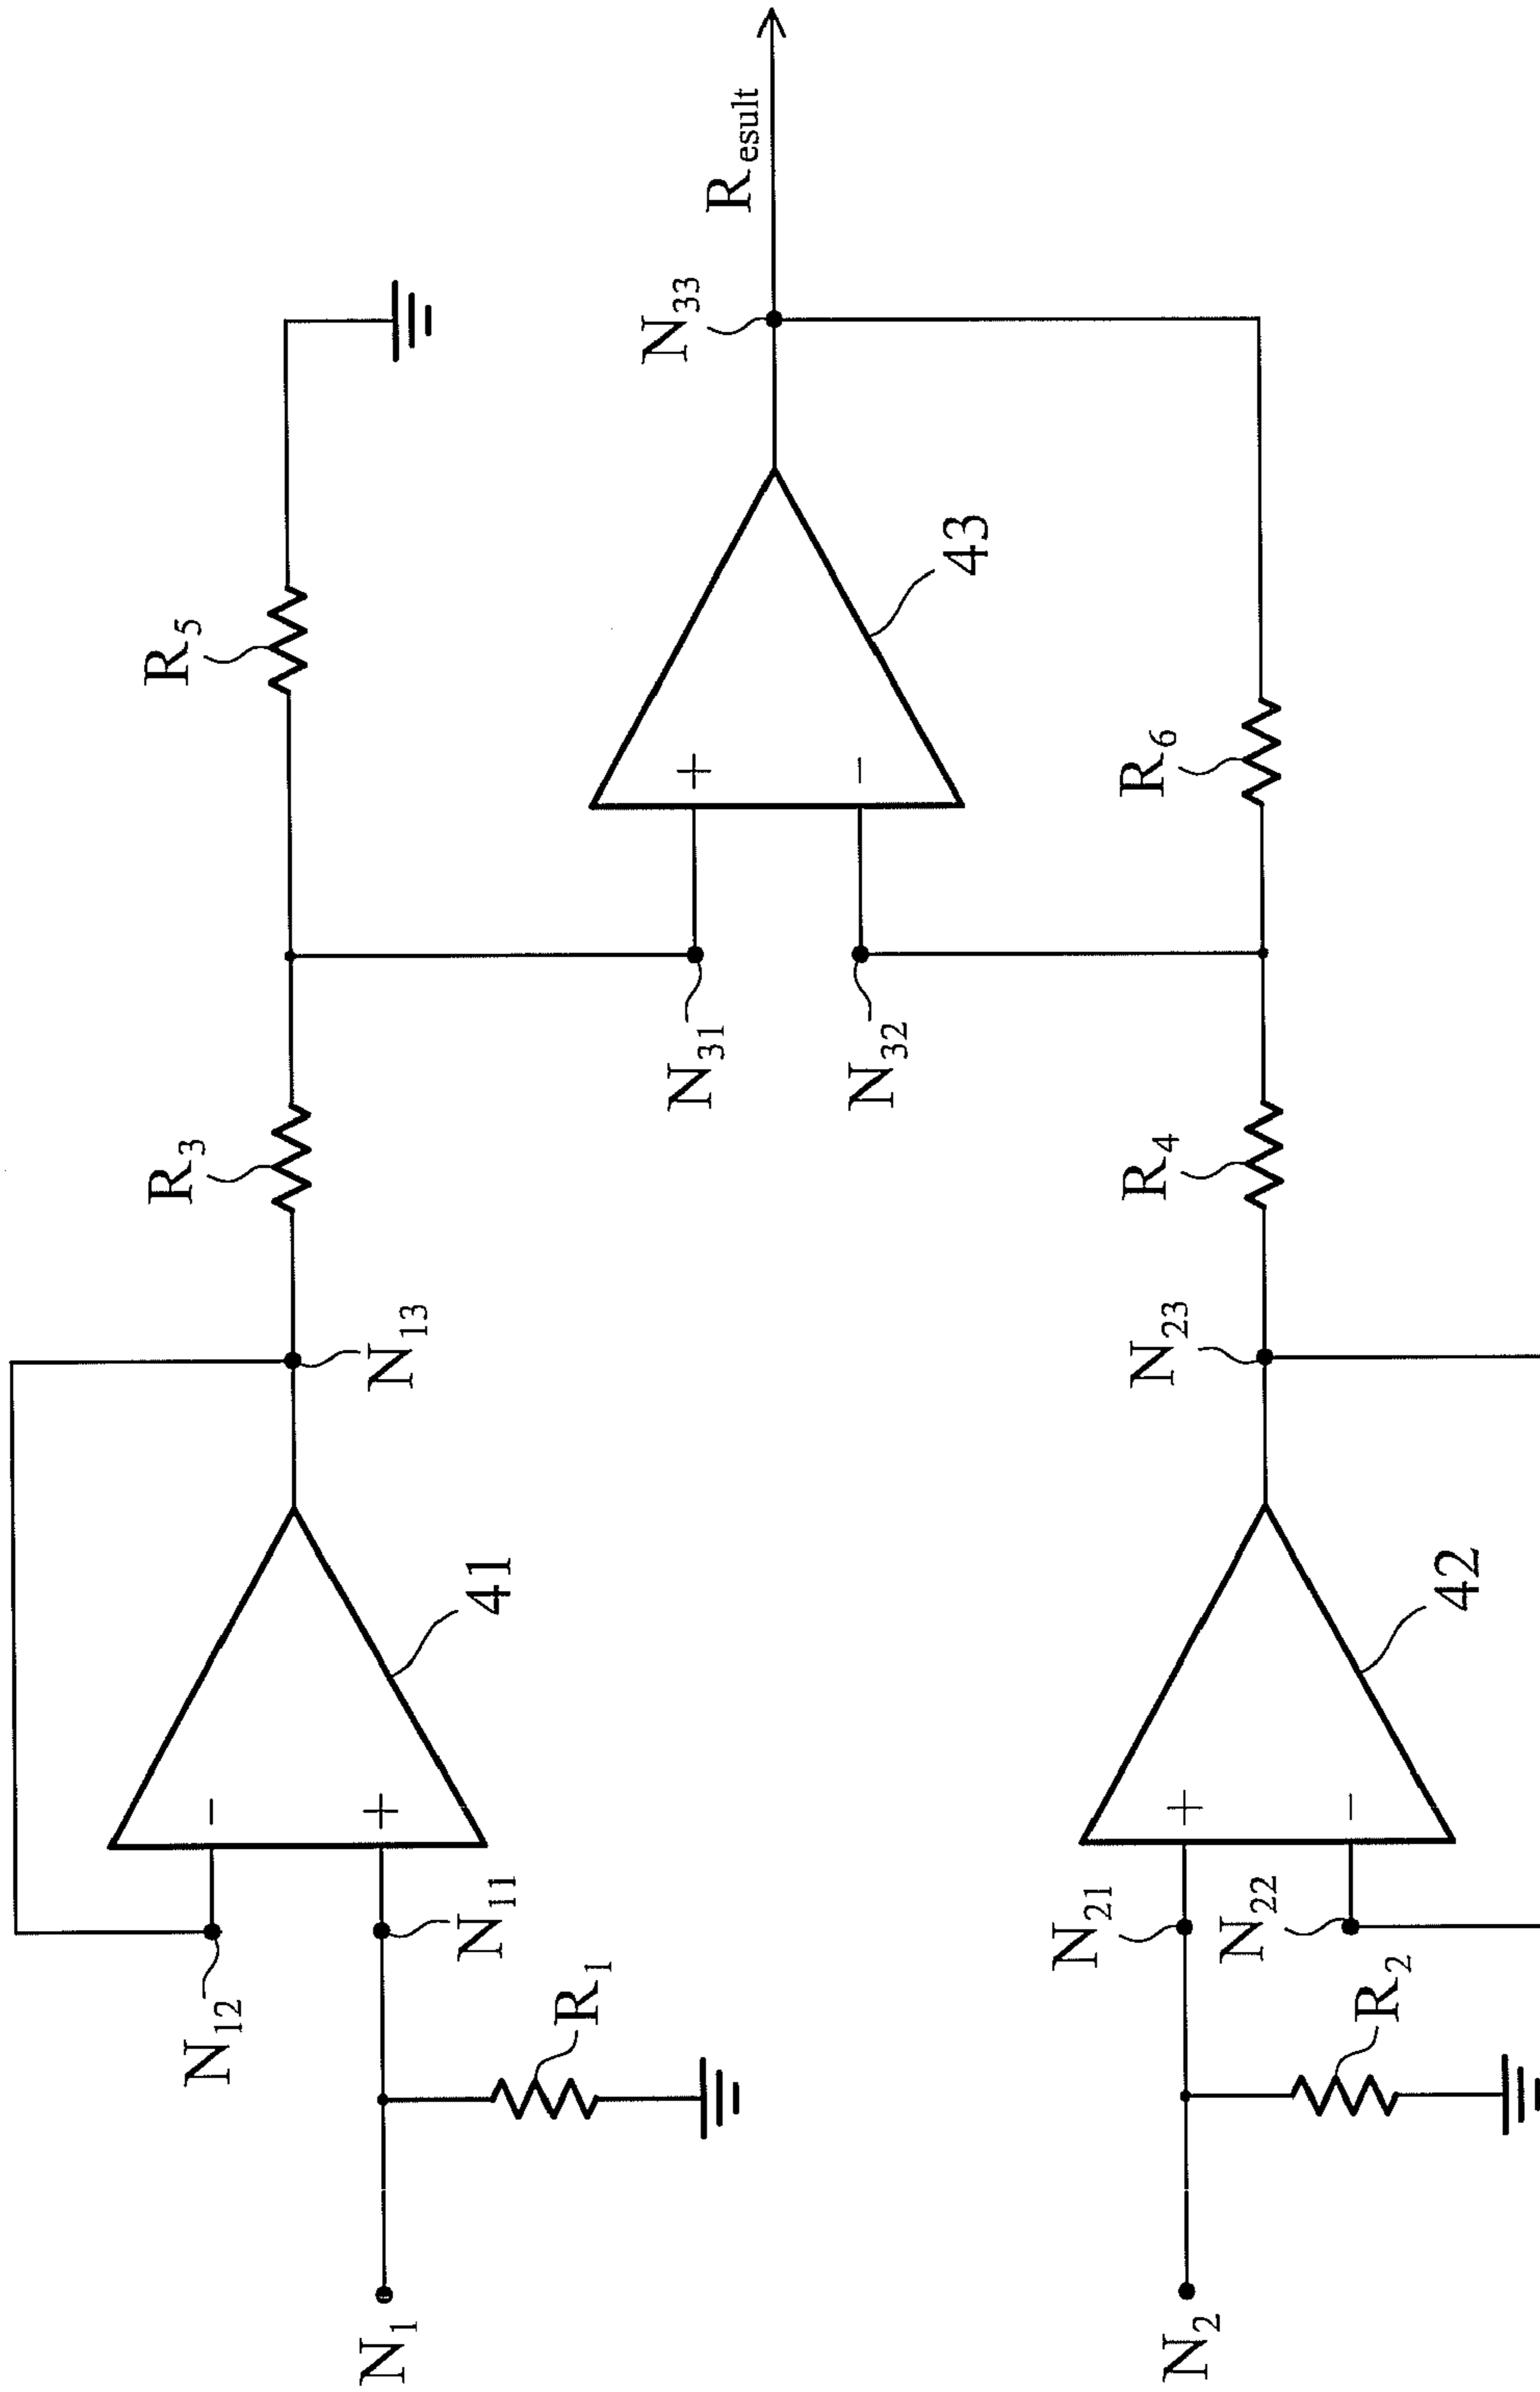 N₁
N₂
R₁
R₂
N₁₂
N₁₁
N₂₁
N₂₂
−
+
+
−
41
42
N₁₃
N₂₃
R₃
R₄
N₃₁
N₃₂
+
−
43
R₅
R₆
N₃₃
Rₑₛᵤₗₜ